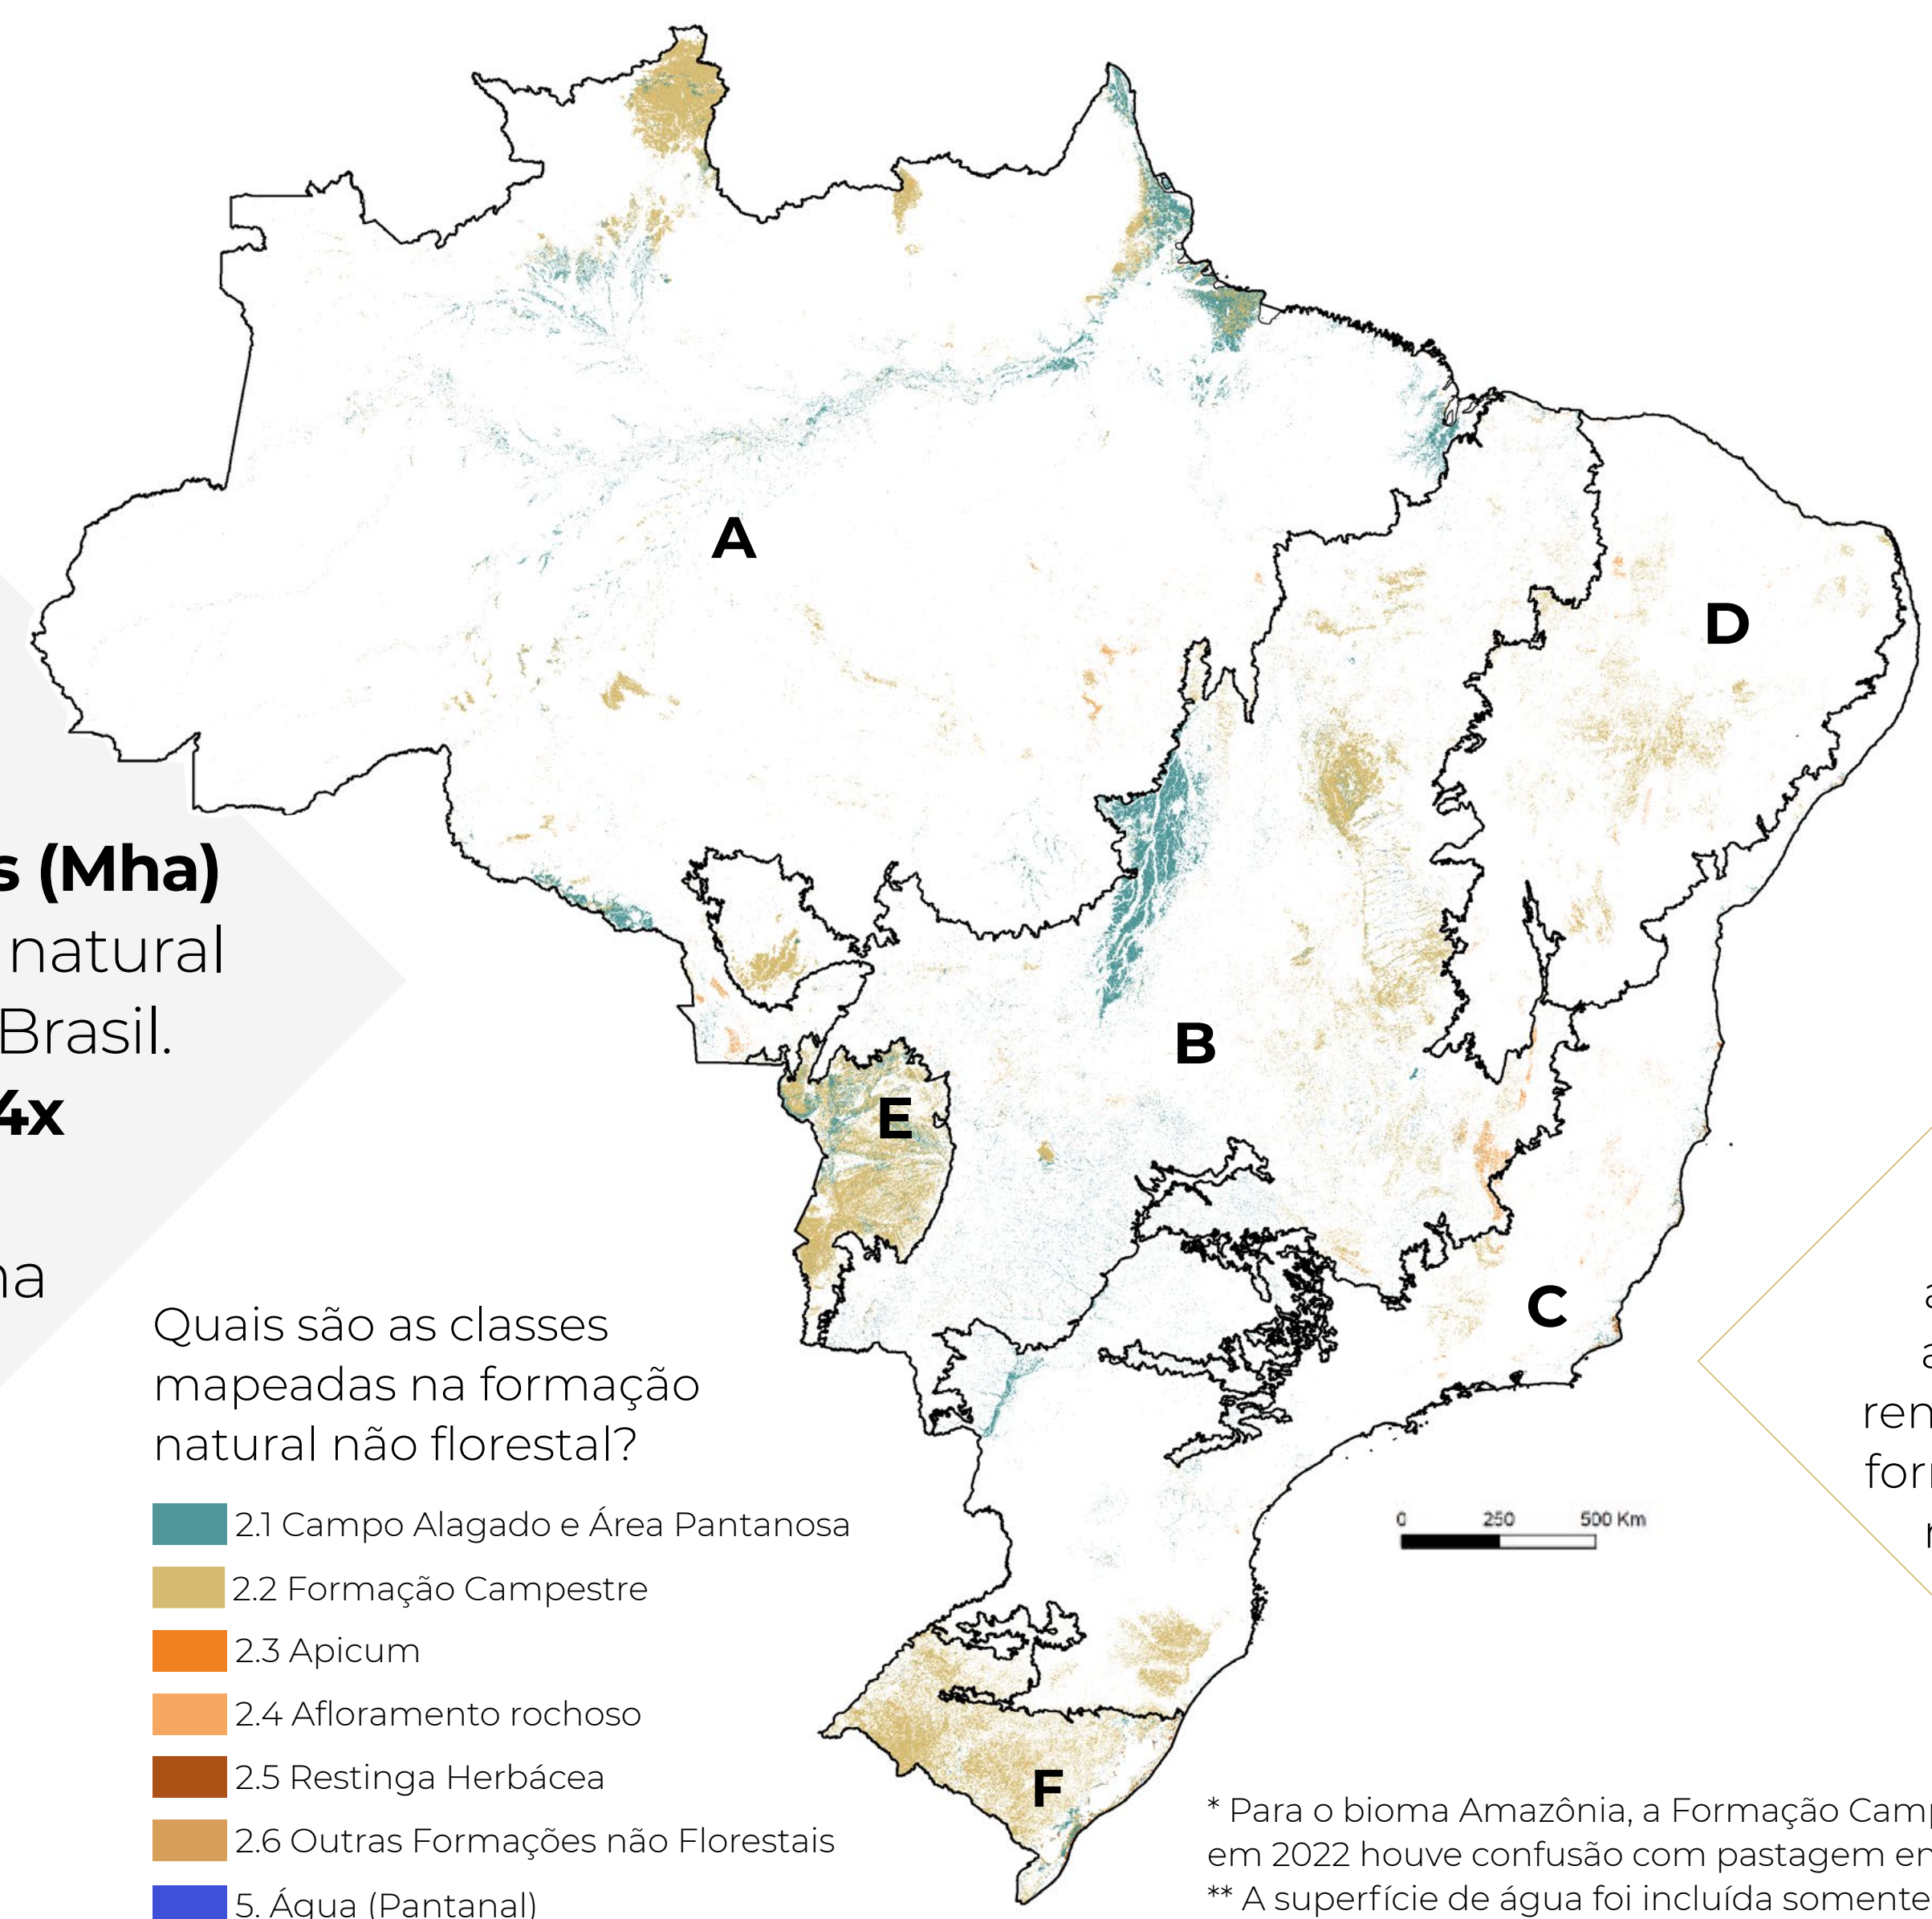 s (Mha)
natural
Brasil.
4x
na
A
B
C
D
E
F
Quais são as classes
mapeadas na formação
natural não florestal?
2.1 Campo Alagado e Área Pantanosa
2.2 Formação Campestre
2.3 Apicum
2.4 Afloramento rochoso
2.5 Restinga Herbácea
2.6 Outras Formações não Florestais
5. Água (Pantanal)
0 250 500 Km
a
a
ren
for
* Para o bioma Amazônia, a Formação Camp
em 2022 houve confusão com pastagem em
** A superfície de água foi incluída somente